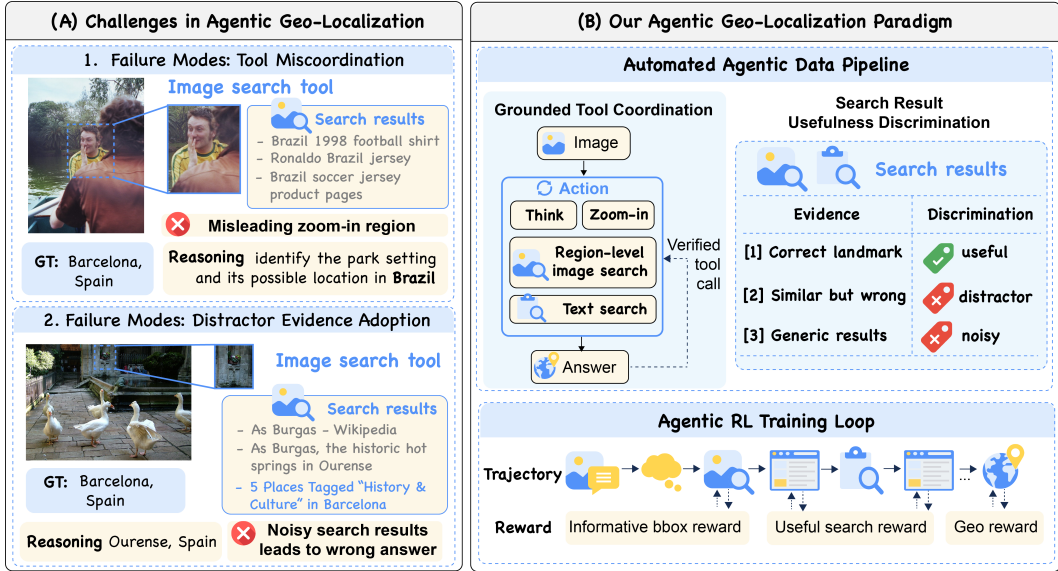 (A) Challenges in Agentic Geo-Localization
1. Failure Modes: Tool Miscoordination
Image search tool
Search results
- Brazil 1998 football shirt
- Ronaldo Brazil jersey
- Brazil soccer jersey
product pages
Misleading zoom-in region
GT: Barcelona,
Spain
Reasoning identify the park setting
and its possible location in Brazil
2. Failure Modes: Distractor Evidence Adoption
Image search tool
Search results
- As Burgas - Wikipedia
- As Burgas, the historic hot
springs in Ourense
- 5 Places Tagged "History &
Culture" in Barcelona
GT: Barcelona,
Spain
Reasoning Ourense, Spain
Noisy search results
leads to wrong answer
(B) Our Agentic Geo-Localization Paradigm
Automated Agentic Data Pipeline
Grounded Tool Coordination
Image
Action
Think
Zoom-in
Region-level
image search
Text search
Answer
Verified
tool
call
Search Result
Usefulness Discrimination
Search results
Evidence
Discrimination
[1] Correct landmark
useful
[2] Similar but wrong
distractor
[3] Generic results
noisy
Agentic RL Training Loop
Trajectory
...
Reward
Informative bbox reward
Useful search reward
Geo reward